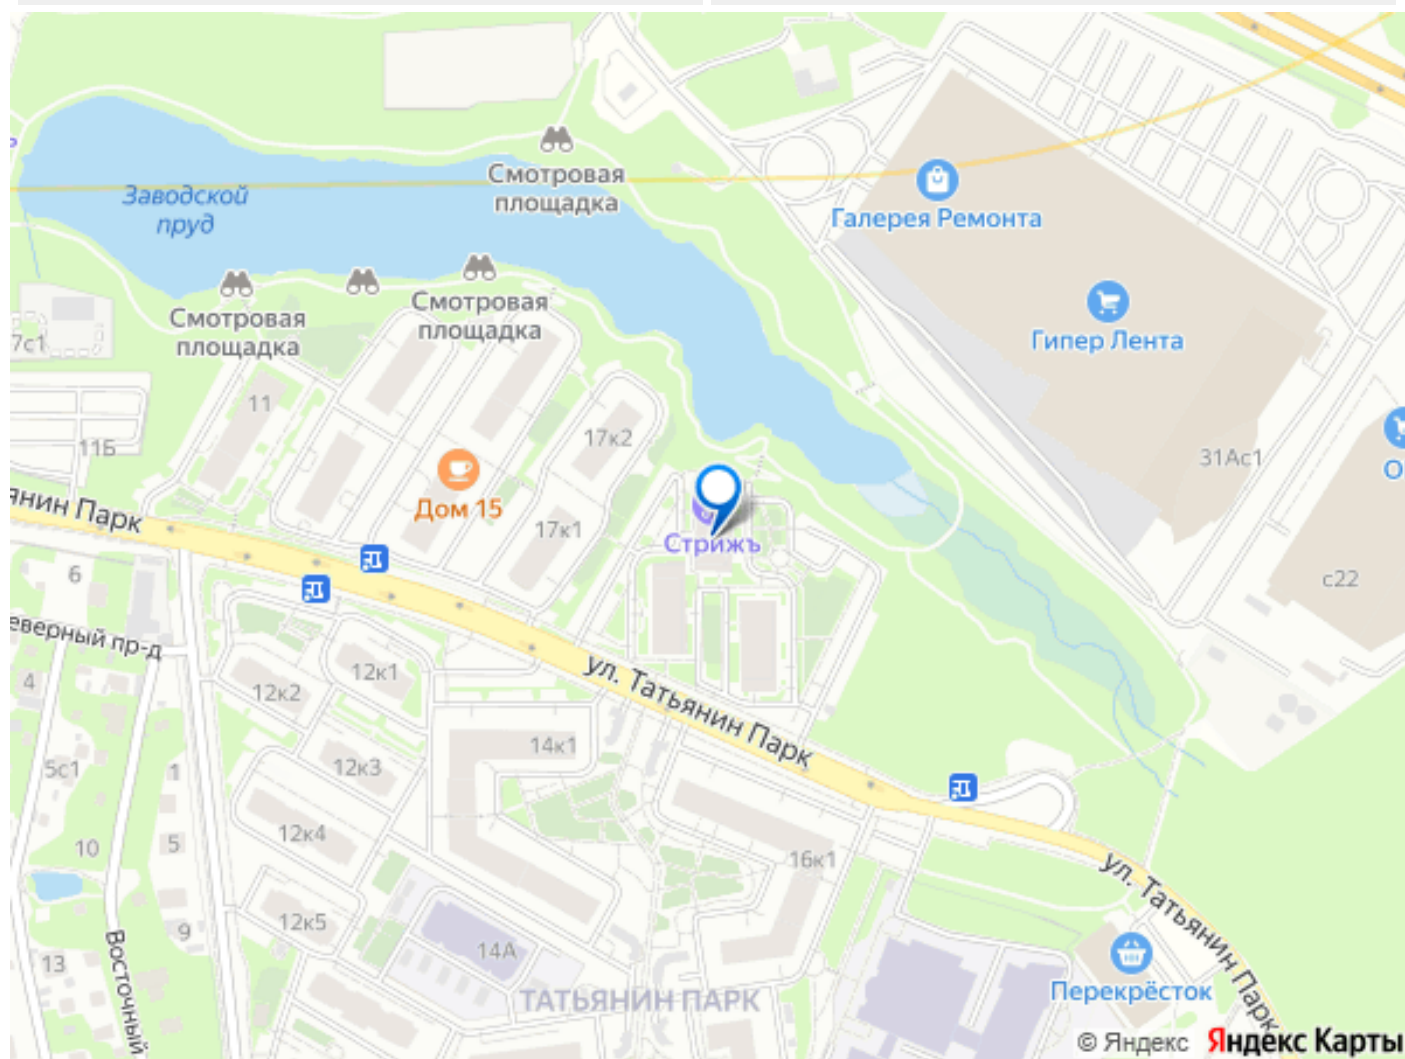 Смотровая
площадка
Заводской
пруд
Галерея Ремонта
Смотровая
площадка
Смотровая
площадка
Гипер Лента
7с1
11
17к2
11Б
31Ас1
Дом 15
17к1
Стрижъ
янин Парк
6
с22
еверный пр-д
4
12к2
12к1
ул. Татьянин Парк
14к1
5с1
1
12к3
12к4
10
5
16к1
ул. Татьянин Парк
12к5
9
14А
13
Восточный
ТАТЬЯНИН ПАРК
Перекрёсток
© Яндекс Яндекс Карты